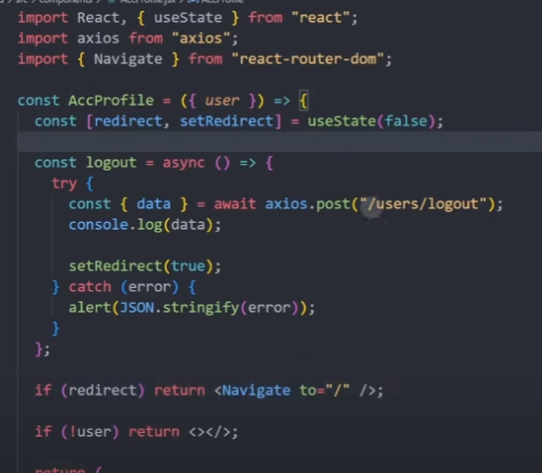 import React, { useState } from "react";
import axios from "axios";
import { Navigate } from "react-router-dom";
const AccProfile = ({ user }) => {
const [redirect, setRedirect] = useState(false);
const logout = async () => {
try {
const { data } = await axios.post("/users/logout");
console.log(data);
setRedirect(true);
} catch (error) {
alert(JSON.stringify(error));
}
};
if (redirect) return <Navigate to="/" />;
if (!user) return <></>;
return (